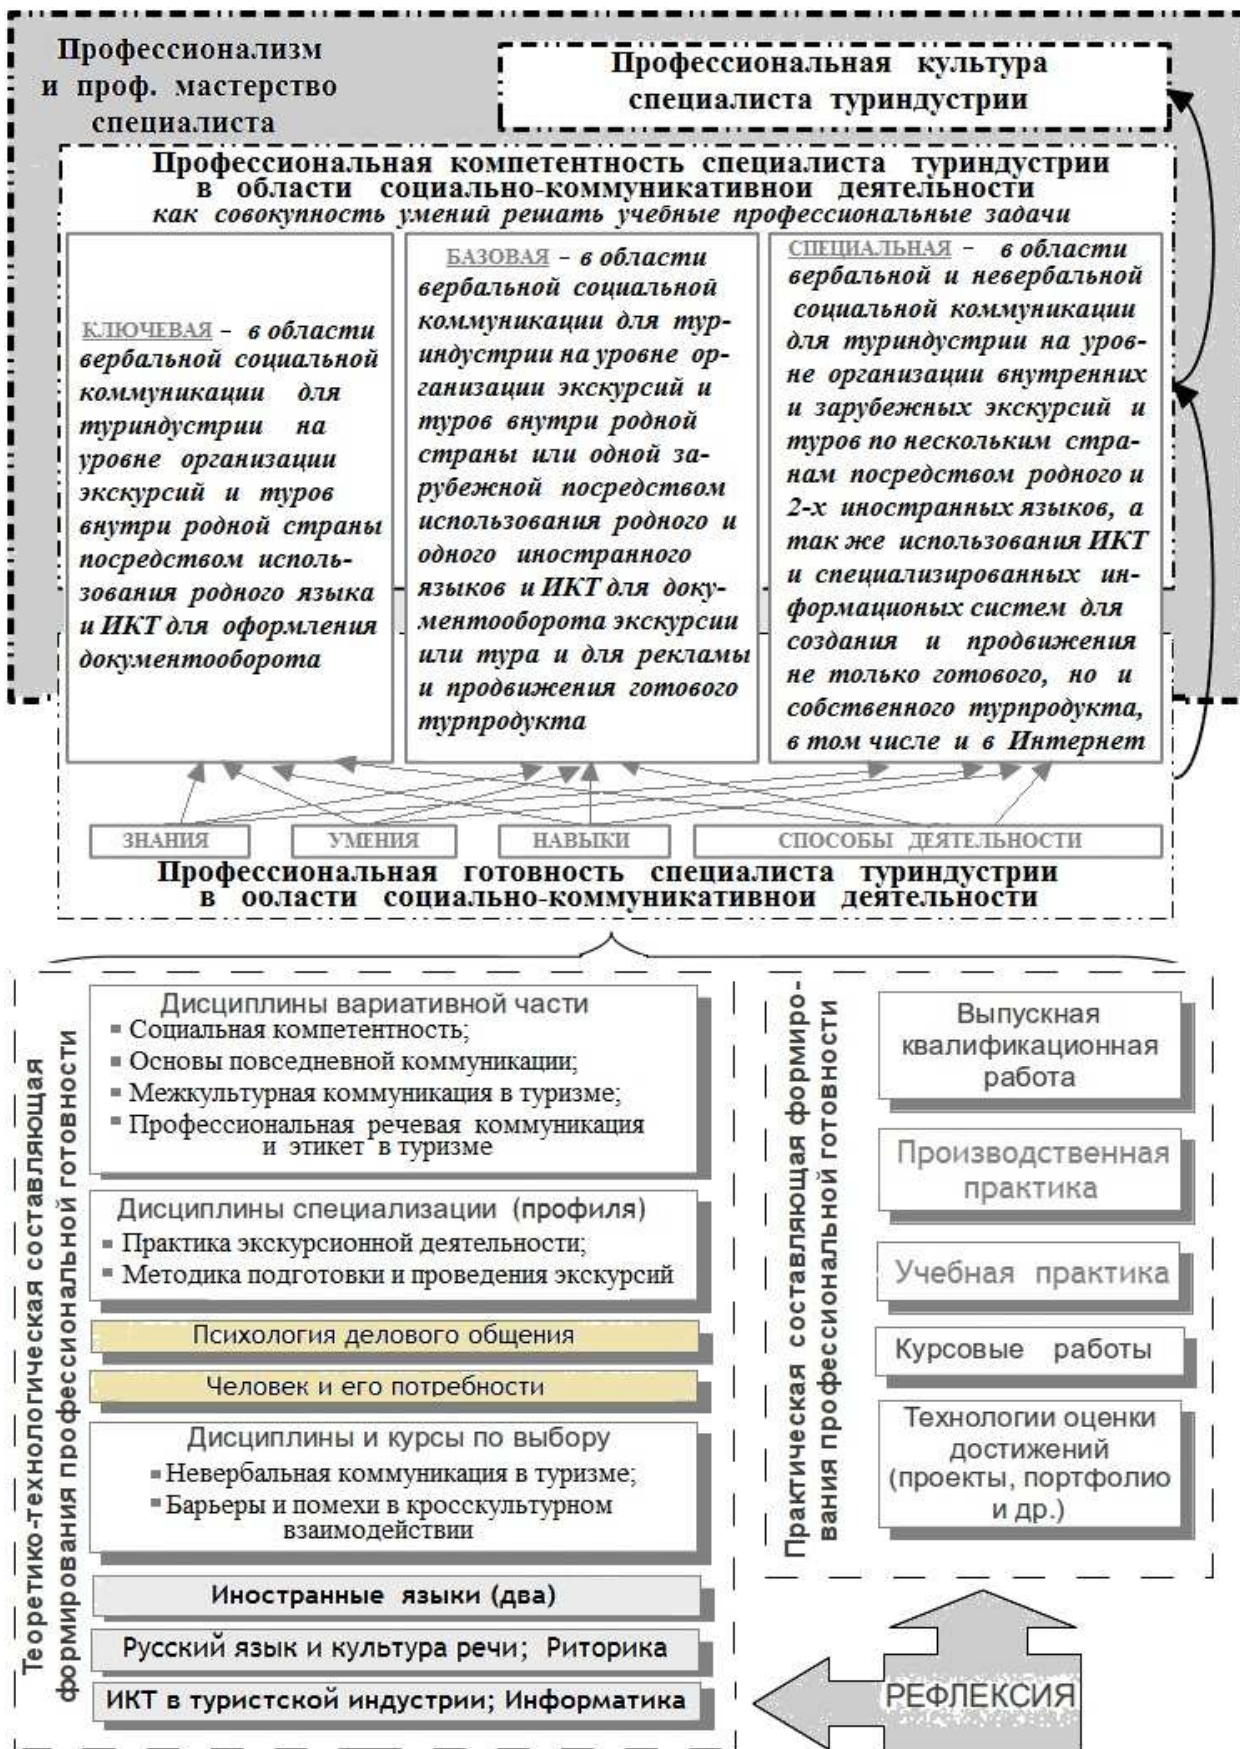 Профессионализм
и проф. мастерство
специалиста
Профессиональная культура
специалиста туриндустрии
Профессиональная компетентность специалиста туриндустрии
в области социально-коммуникативной деятельности
как совокупность умений решать учебные профессиональные задачи
КЛЮЧЕВАЯ – в области
вербальной социальной
коммуникации для
туриндустрии на
уровне организации
экскурсий и туров
внутри родной страны
посредством исполь-
зования родного языка
и ИКТ для оформления
документооборота
БАЗОВАЯ – в области
вербальной социальной
коммуникации для тур-
индустрии на уровне ор-
ганизации экскурсий и
туров внутри родной
страны или одной за-
рубежной посредством
использования родного и
одного иностранного
языков и ИКТ для доку-
ментооборота экскурсии
или тура и для рекламы
и продвижения готового
турпродукта
СПЕЦИАЛЬНАЯ – в области
вербальной и невербальной
социальной коммуникации
для туриндустрии на уров-
не организации внутренних
и зарубежных экскурсий и
туров по нескольким стра-
нам посредством родного и
2-х иностранных языков, а
так же использования ИКТ
и специализированных ин-
формационых систем для
создания и продвижения
не только готового, но и
собственного турпродукта,
в том числе и в Интернет
ЗНАНИЯ
УМЕНИЯ
НАВЫКИ
СПОСОБЫ ДЕЯТЕЛЬНОСТИ
Профессиональная готовность специалиста туриндустрии
в области социально-коммуникативной деятельности
Теоретико-технологическая составляющая
формирования профессиональной готовности
Дисциплины вариативной части
▪ Социальная компетентность;
▪ Основы повседневной коммуникации;
▪ Межкультурная коммуникация в туризме;
▪ Профессиональная речевая коммуникация
и этикет в туризме
Дисциплины специализации (профиля)
▪ Практика экскурсионной деятельности;
▪ Методика подготовки и проведения экскурсий
Психология делового общения
Человек и его потребности
Дисциплины и курсы по выбору
▪ Невербальная коммуникация в туризме;
▪ Барьеры и помехи в кросскультурном
взаимодействии
Иностранные языки (два)
Русский язык и культура речи; Риторика
ИКТ в туристской индустрии; Информатика
Практическая составляющая формиро-
вания профессиональной готовности
Выпускная
квалификационная
работа
Производственная
практика
Учебная практика
Курсовые работы
Технологии оценки
достижений
(проекты, портфолио
и др.)
РЕФЛЕКСИЯ